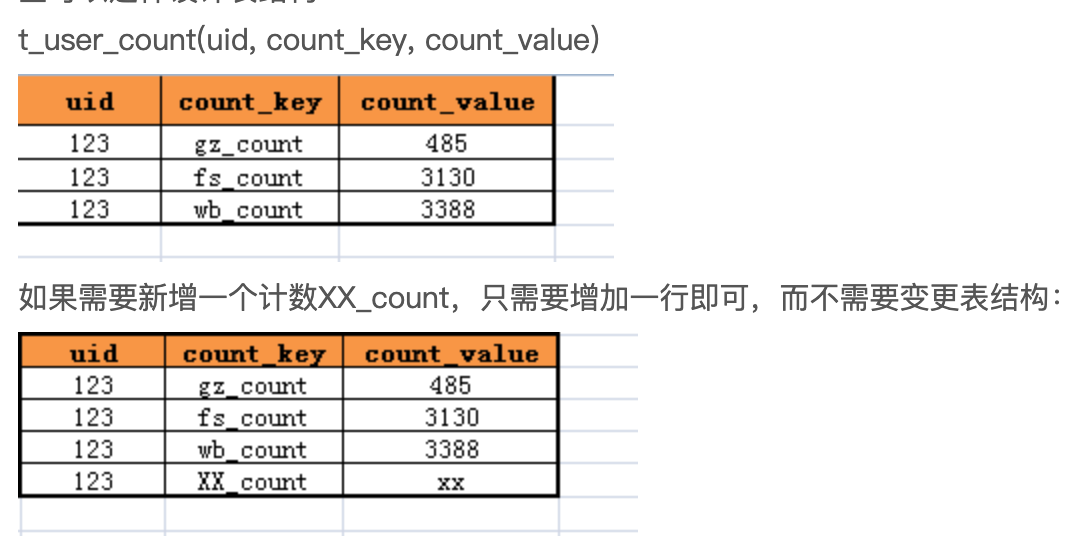 t_user_count(uid, count_key, count_value)
uid count_key count_value
123 gz_count 485
123 fs_count 3130
123 wb_count 3388
如果需要新增一个计数XX_count，只需要增加一行即可，而不需要变更表结构：
uid count_key count_value
123 gz_count 485
123 fs_count 3130
123 wb_count 3388
123 XX_count xx